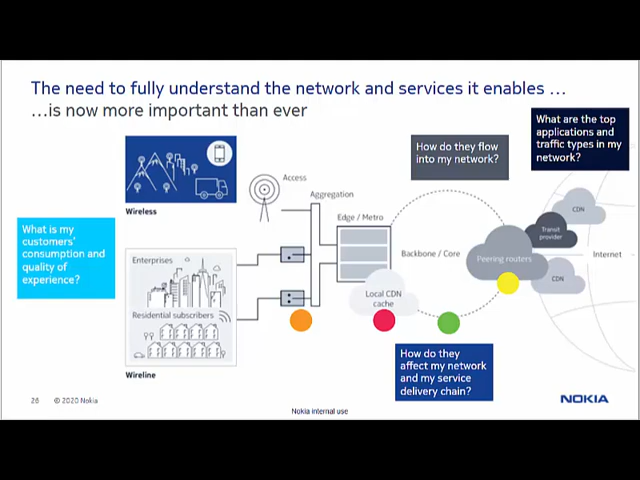 The need to fully understand the network and services it enables …
…is now more important than ever
What are the top
applications and
traffic types in my
network?
How do they flow
into my network?
Access
Aggregation
Wireless
Edge / Metro
CDN
Transit
provider
What is my
customers'
consumption and
quality of
experience?
Enterprises
Backbone / Core
Peering routers
Internet
CDN
Local CDN
cache
Residential subscribers
How do they
affect my network
and my service
delivery chain?
Wireline
26 © 2020 Nokia
Nokia internal use
NOKIA